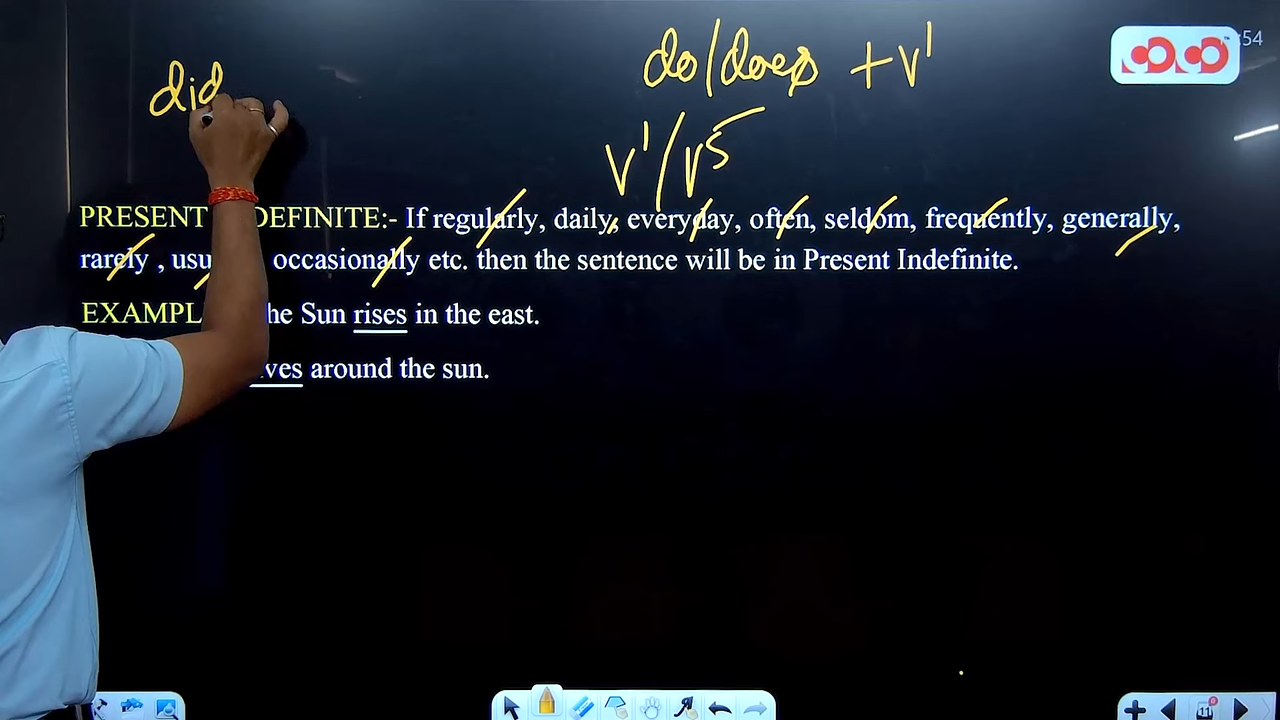 did
do/does + v¹
v¹/v⁵
:54
PRESENT DEFINITE:- If regularly, daily, everyday, often, seldom, frequently, generally,
rarely , usu occasionally etc. then the sentence will be in Present Indefinite.
EXAMPL he Sun rises in the east.
ves around the sun.
11